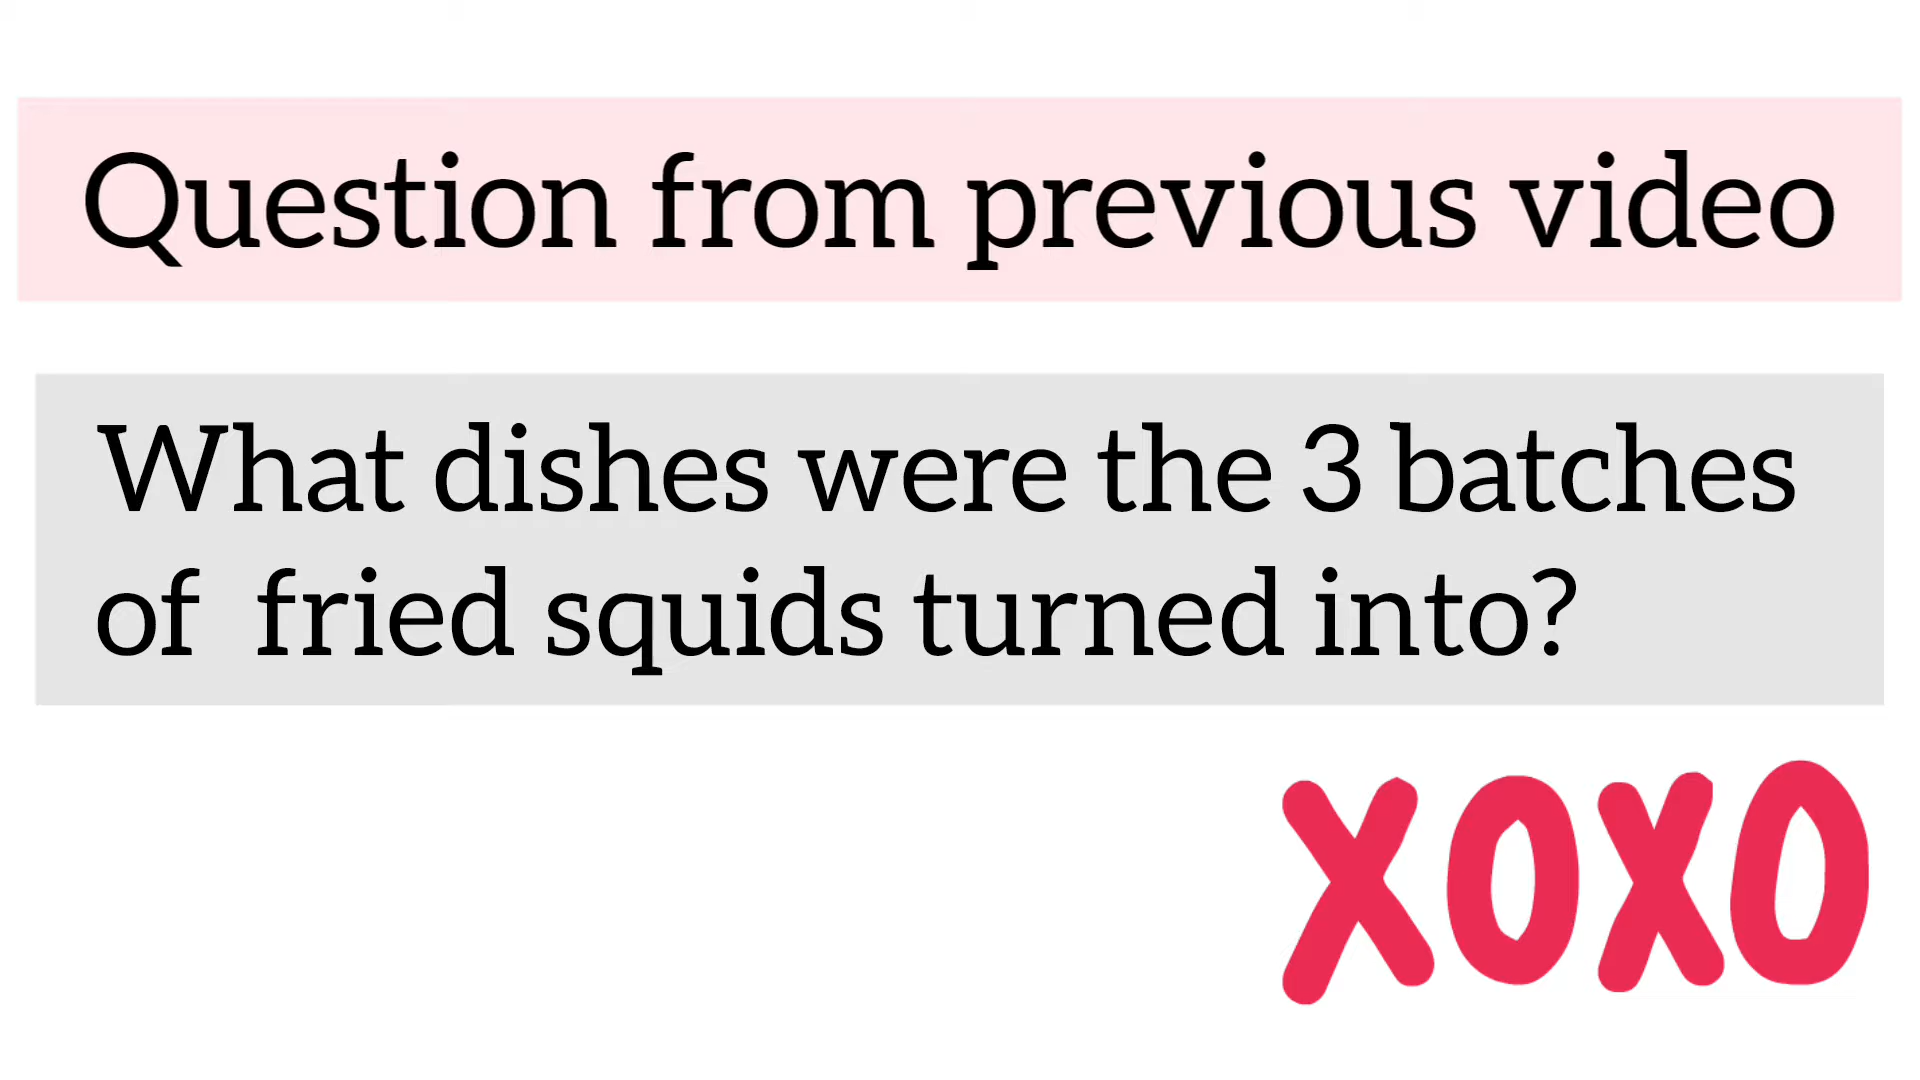 Question from previous video
What dishes were the 3 batches
of fried squids turned into?
XOXO